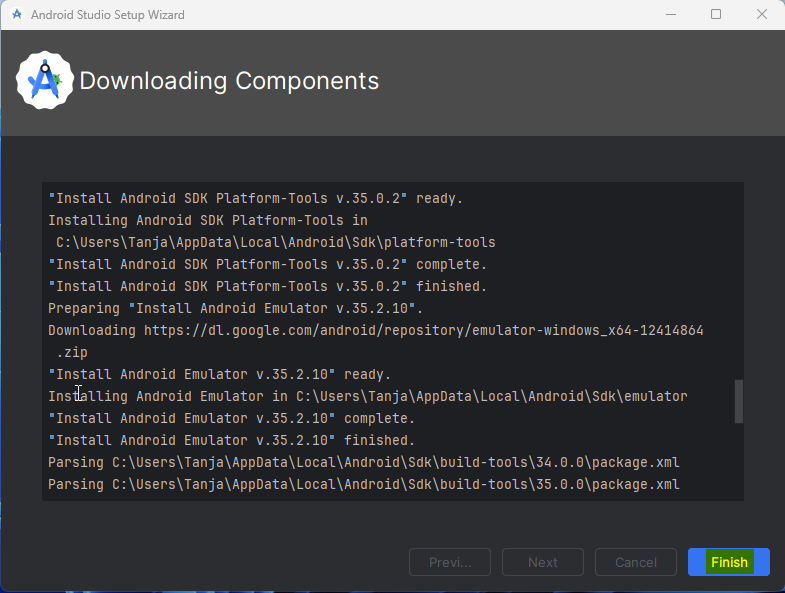 Android Studio Setup Wizard
Downloading Components
"Install Android SDK Platform-Tools v.35.0.2" ready.
Installing Android SDK Platform-Tools in
C:\Users\Tanja\AppData\Local\Android\Sdk\platform-tools
"Install Android SDK Platform-Tools v.35.0.2" complete.
"Install Android SDK Platform-Tools v.35.0.2" finished.
Preparing "Install Android Emulator v.35.2.10".
Downloading https://dl.google.com/android/repository/emulator-windows_x64-12414864
.zip
"Install Android Emulator v.35.2.10" ready.
Installing Android Emulator in C:\Users\Tanja\AppData\Local\Android\Sdk\emulator
"Install Android Emulator v.35.2.10" complete.
"Install Android Emulator v.35.2.10" finished.
Parsing C:\Users\Tanja\AppData\Local\Android\Sdk\build-tools\34.0.0\package.xml
Parsing C:\Users\Tanja\AppData\Local\Android\Sdk\build-tools\35.0.0\package.xml
Previ...
Next
Cancel
Finish